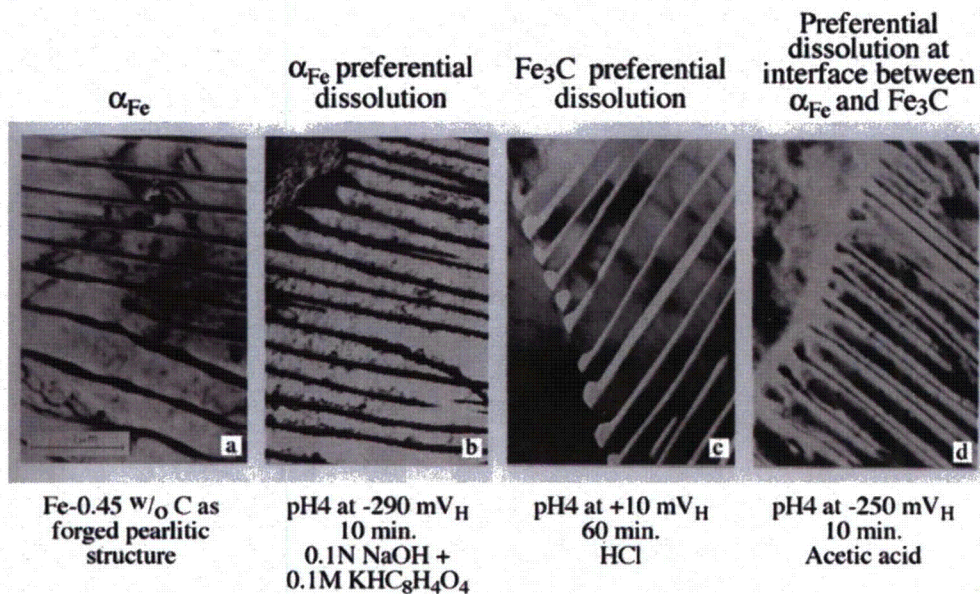 αFe
αFe preferential
dissolution
Fe3C preferential
dissolution
Preferential
dissolution at
interface between
αFe and Fe3C
a
b
c
d
Fe-0.45 w/o C as
forged pearlitic
structure
pH4 at -290 mVH
10 min.
0.1N NaOH +
0.1M KHC8H4O4
pH4 at +10 mVH
60 min.
HCl
pH4 at -250 mVH
10 min.
Acetic acid